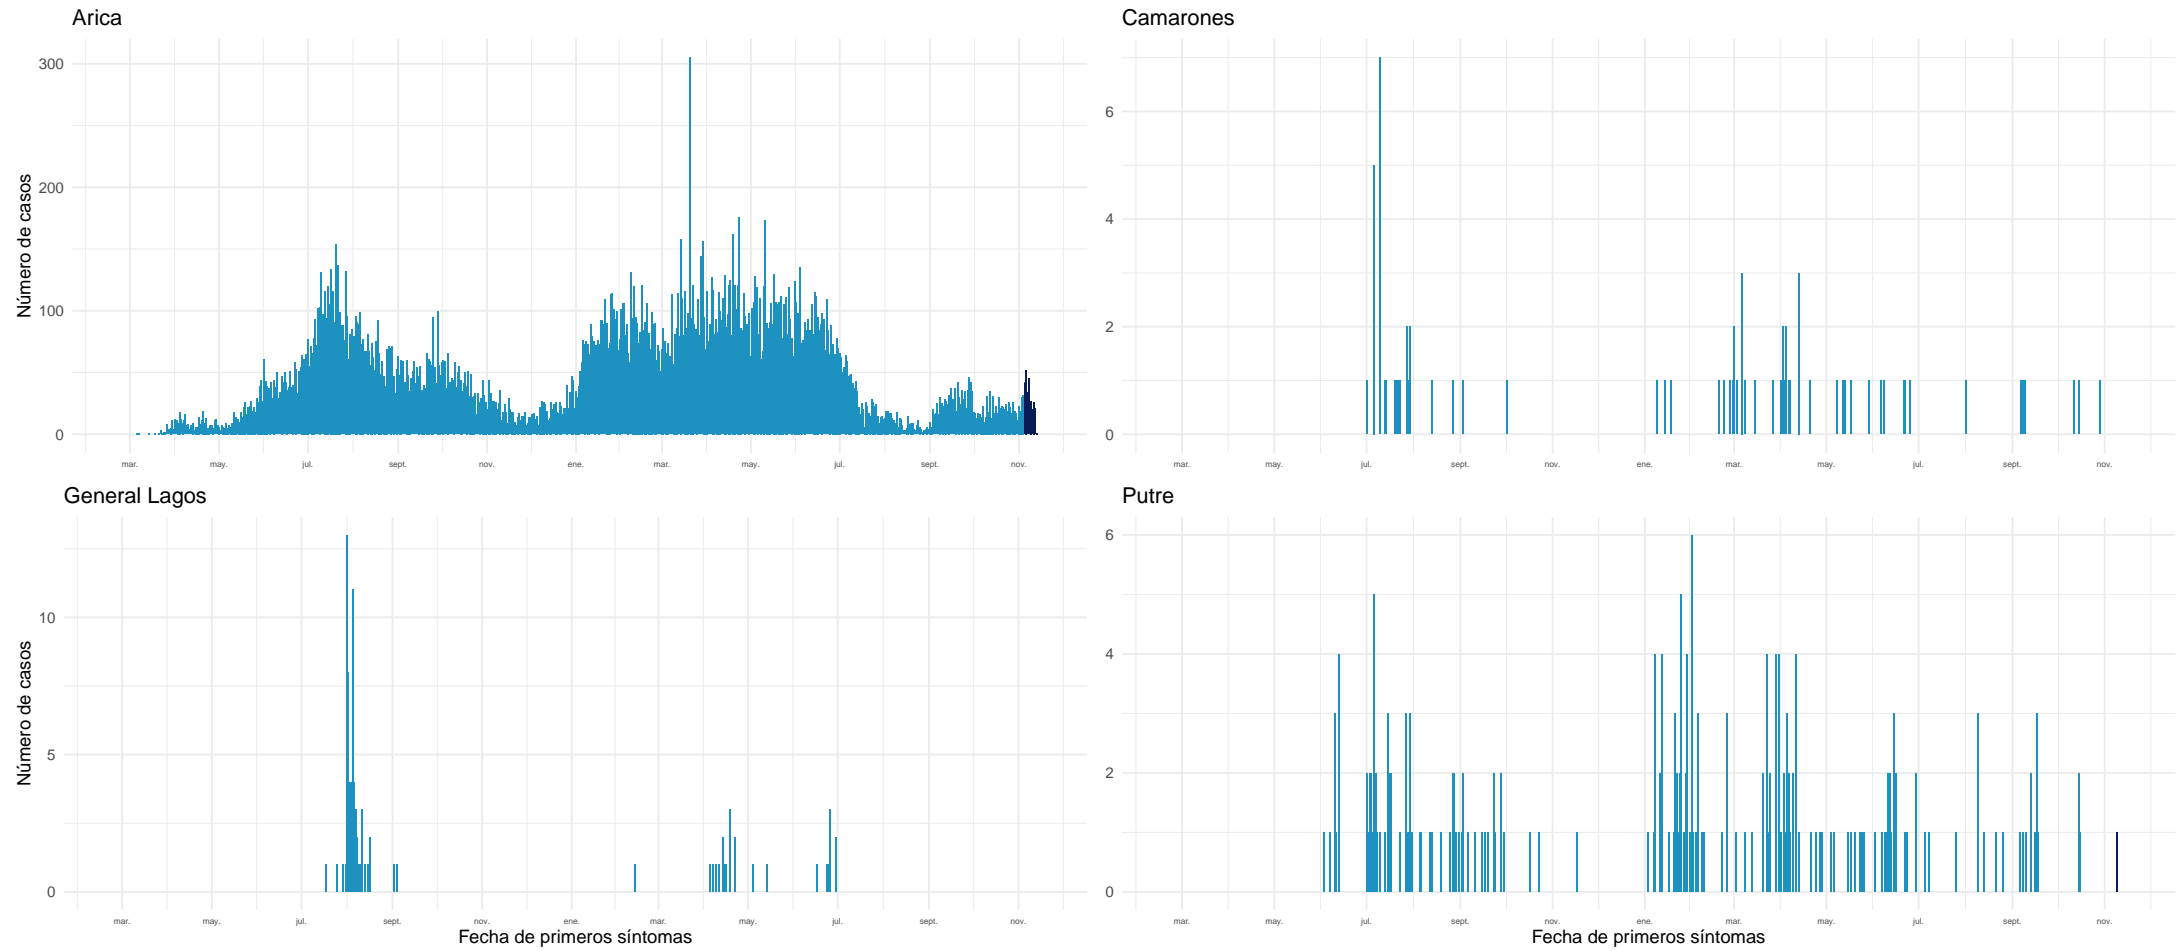 Arica
Número de casos
300
200
100
0
mar. may. jul. sept. nov. ene. mar. may. jul. sept. nov.
Camarones
6
4
2
0
mar. may. jul. sept. nov. ene. mar. may. jul. sept. nov.
General Lagos
Número de casos
10
5
0
mar. may. jul. sept. nov. ene. mar. may. jul. sept. nov.
Fecha de primeros síntomas
Putre
6
4
2
0
mar. may. jul. sept. nov. ene. mar. may. jul. sept. nov.
Fecha de primeros síntomas